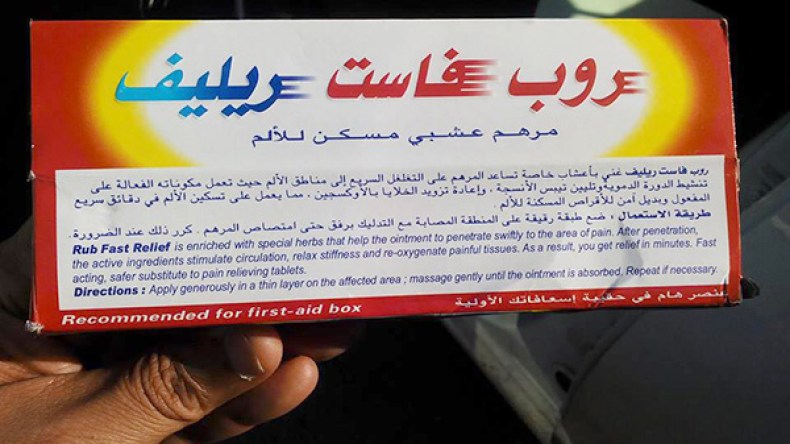 روب فاست ريليف
مرهم عشبي مسكن للألم
روب فاست ريليف غني بأعشاب خاصة تساعد المرهم على التغلغل السريع إلى مناطق الألم حيث تعمل مكوناته الفعالة على
تنشيط الدورة الدموية وتليين تيبس الأنسجة ، وإعادة تزويد الخلايا بالأوكسجين ، مما يعمل على تسكين الألم في دقائق سريع
المفعول وبديل آمن للأقراص المسكنة للألم .
طريقة الاستعمال : ضع طبقة رقيقة على المنطقة المصابة مع التدليك برفق حتى امتصاص المرهم . كرر ذلك عند الضرورة .
Rub Fast Relief is enriched with special herbs that help the ointment to penetrate swiftly to the area of pain. After penetration,
the active ingredients stimulate circulation, relax stiffness and re-oxygenate painful tissues. As a result, you get relief in minutes. Fast
acting, safer substitute to pain relieving tablets.
Directions : Apply generously in a thin layer on the affected area ; massage gently until the ointment is absorbed. Repeat if necessary.
عنصر هام في حقيبة إسعافاتك الأولية
Recommended for first-aid box